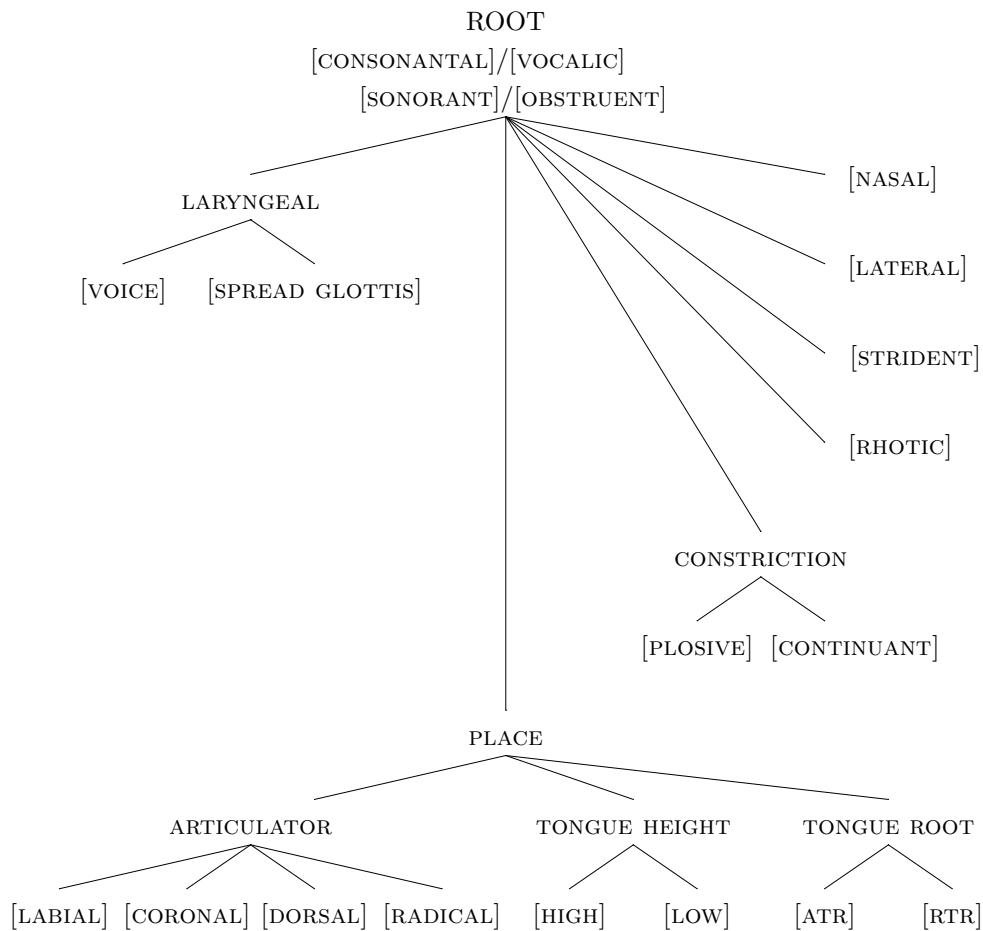 ROOT
[CONSONANTAL]/[VOCALIC]
[SONORANT]/[OBSTRUENT]
[NASAL]
LARYNGEAL
[LATERAL]
[VOICE] [SPREAD GLOTTIS]
[STRIDENT]
[RHOTIC]
CONSTRICTION
[PLOSIVE] [CONTINUANT]
PLACE
ARTICULATOR TONGUE HEIGHT TONGUE ROOT
[LABIAL] [CORONAL] [DORSAL] [RADICAL] [HIGH] [LOW] [ATR] [RTR]